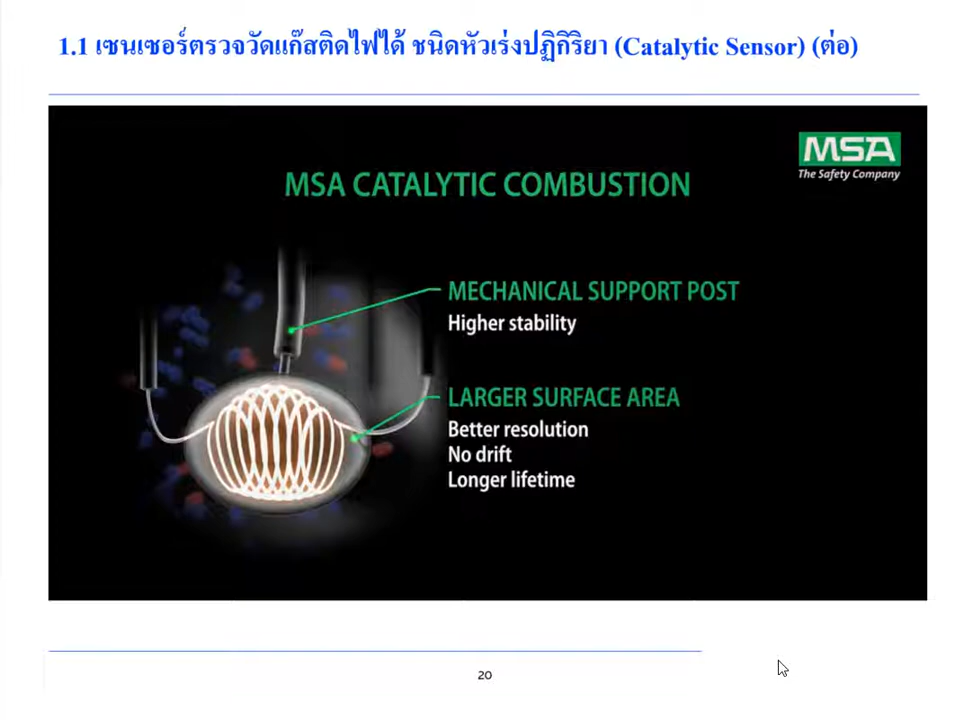 1.1 เซนเซอร์ตรวจวัดแก๊สติดไฟได้ ชนิดหัวเร่งปฏิกิริยา (Catalytic Sensor) (ต่อ)
MSA
The Safety Company
MSA CATALYTIC COMBUSTION
MECHANICAL SUPPORT POST
Higher stability
LARGER SURFACE AREA
Better resolution
No drift
Longer lifetime
20